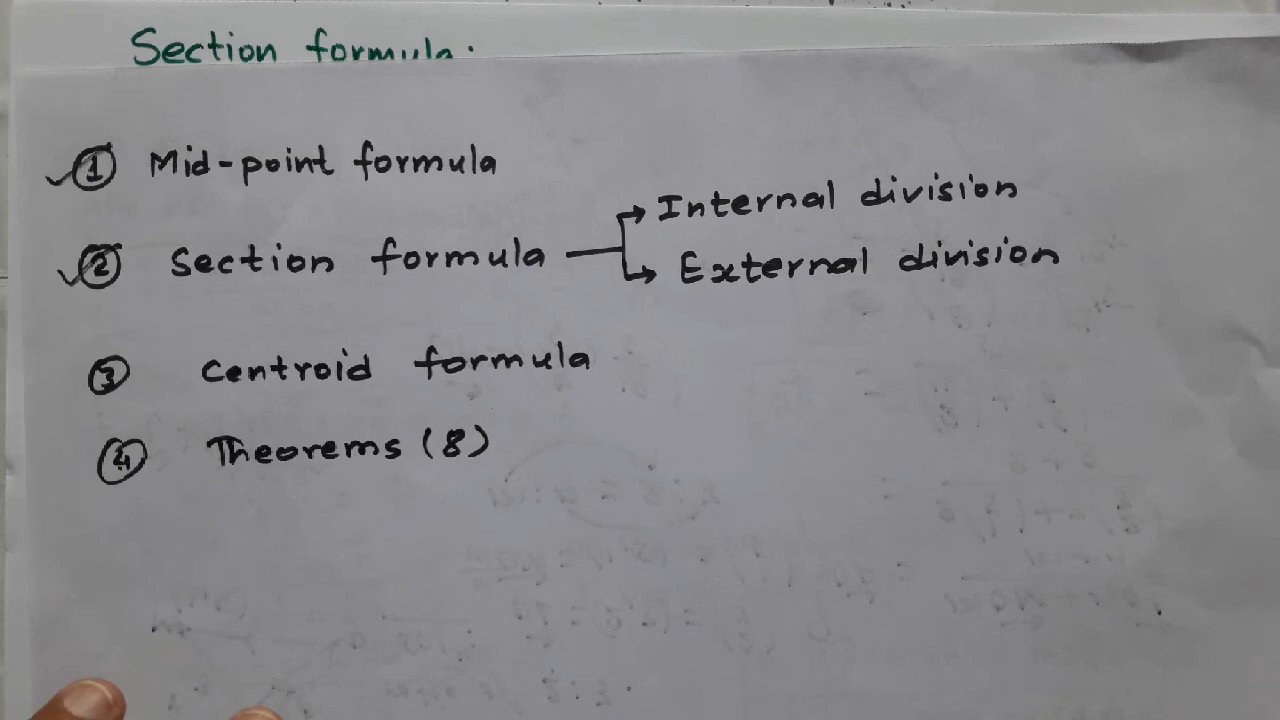 Section formula.
① Mid-point formula
② Section formula → Internal division
→ External division
③ Centroid formula
④ Theorems (8)